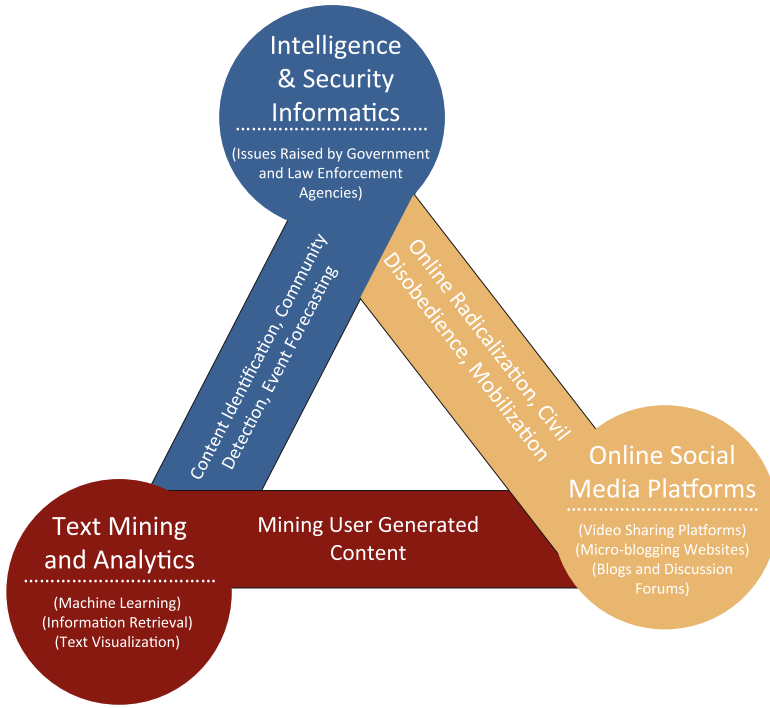 Intelligence
& Security
Informatics
(Issues Raised by Government
and Law Enforcement
Agencies)
Content Identification, Community
Detection, Event Forecasting
Online Radicalization, Civil
Disobedience, Mobilization
Online Social
Media Platforms
(Video Sharing Platforms)
(Micro-blogging Websites)
(Blogs and Discussion
Forums)
Text Mining
and Analytics
(Machine Learning)
(Information Retrieval)
(Text Visualization)
Mining User Generated
Content